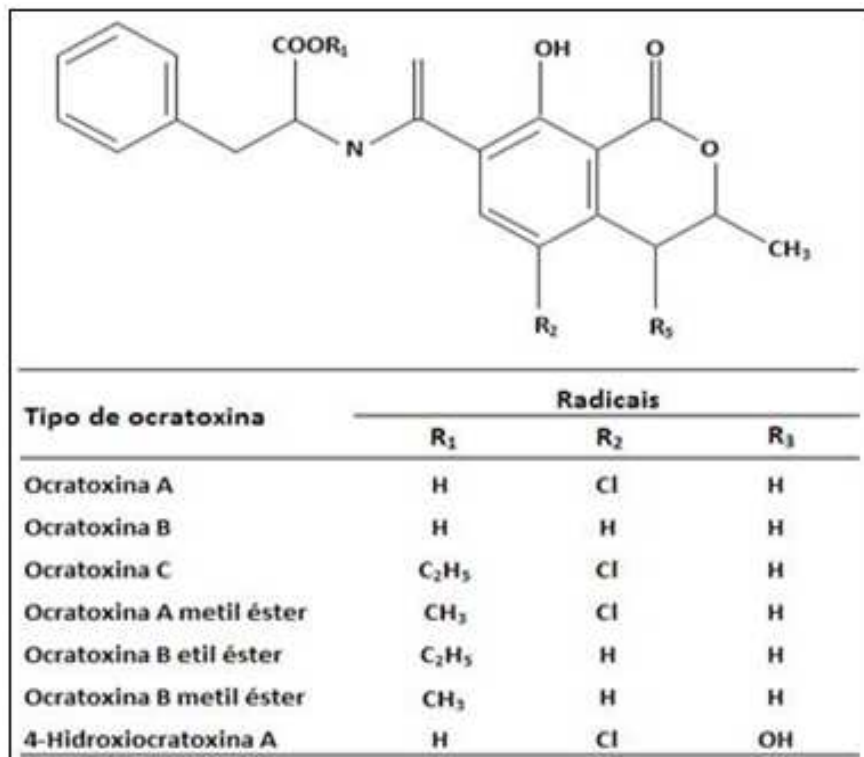 COOR₁ OH O
N O
CH₃
R₂ R₅
Tipo de ocratoxina Radicais
R₁ R₂ R₃
Ocratoxina A H Cl H
Ocratoxina B H H H
Ocratoxina C C₂H₅ Cl H
Ocratoxina A metil éster CH₃ Cl H
Ocratoxina B etil éster C₂H₅ H H
Ocratoxina B metil éster CH₃ H H
4-Hidroxiocratoxina A H Cl OH